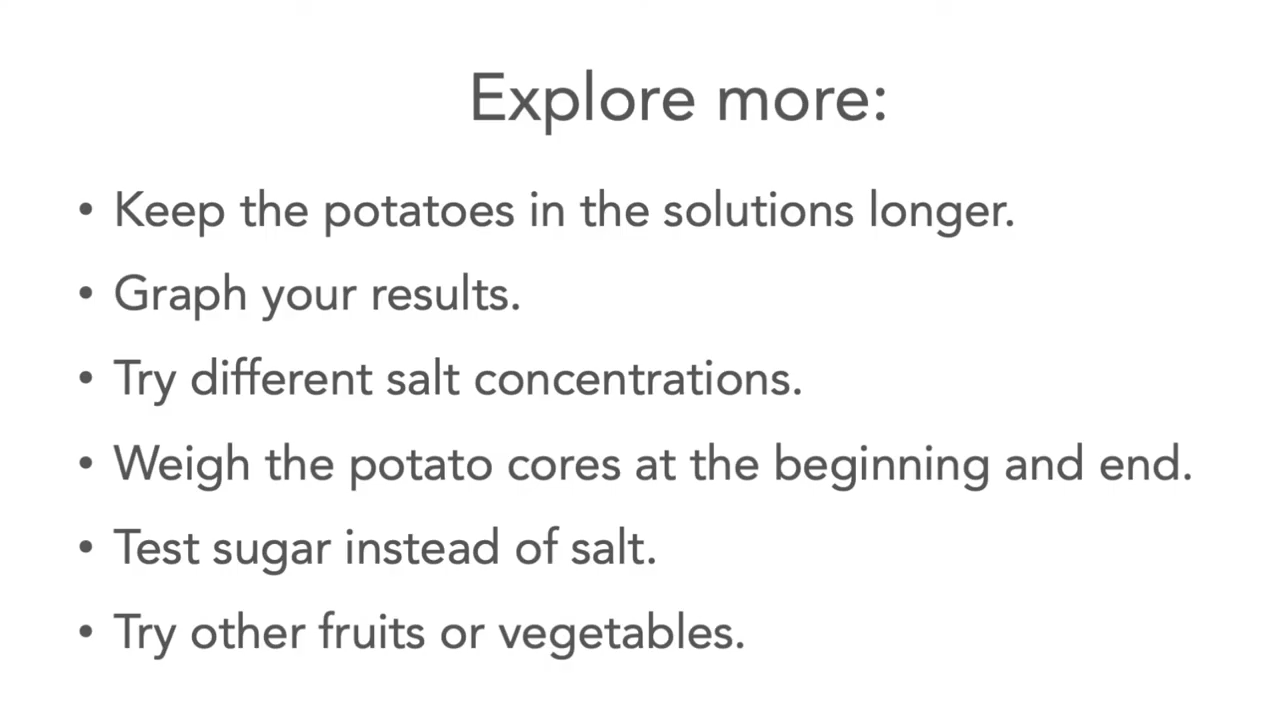 Explore more:
• Keep the potatoes in the solutions longer.
• Graph your results.
• Try different salt concentrations.
• Weigh the potato cores at the beginning and end.
• Test sugar instead of salt.
• Try other fruits or vegetables.